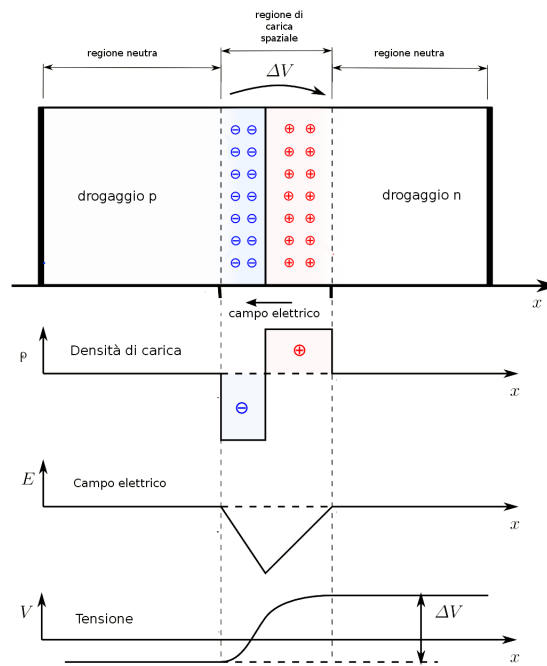 regione di
carica
spaziale
regione neutra
regione neutra
ΔV
⊖ ⊖ ⊕ ⊕
⊖ ⊖ ⊕ ⊕
⊖ ⊖ ⊕ ⊕
drogaggio p
drogaggio n
⊖ ⊖ ⊕ ⊕
⊖ ⊖ ⊕ ⊕
⊖ ⊖ ⊕ ⊕
⊖ ⊖ ⊕ ⊕
x
campo elettrico
ρ
Densità di carica
⊕
x
⊖
E
Campo elettrico
x
V
Tensione
ΔV
x